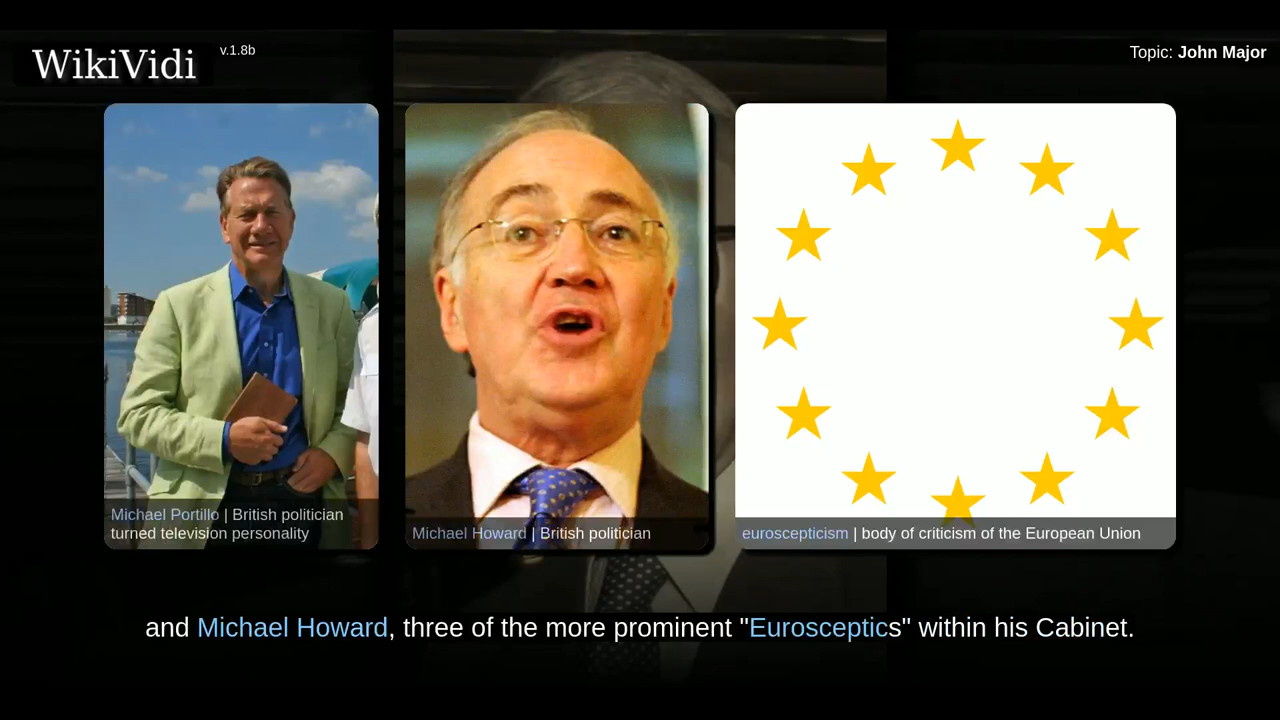 WikiVidi
v.1.8b
Topic: John Major
Michael Portillo | British politician
turned television personality
Michael Howard | British politician
euroscepticism | body of criticism of the European Union
and Michael Howard, three of the more prominent "Eurosceptics" within his Cabinet.